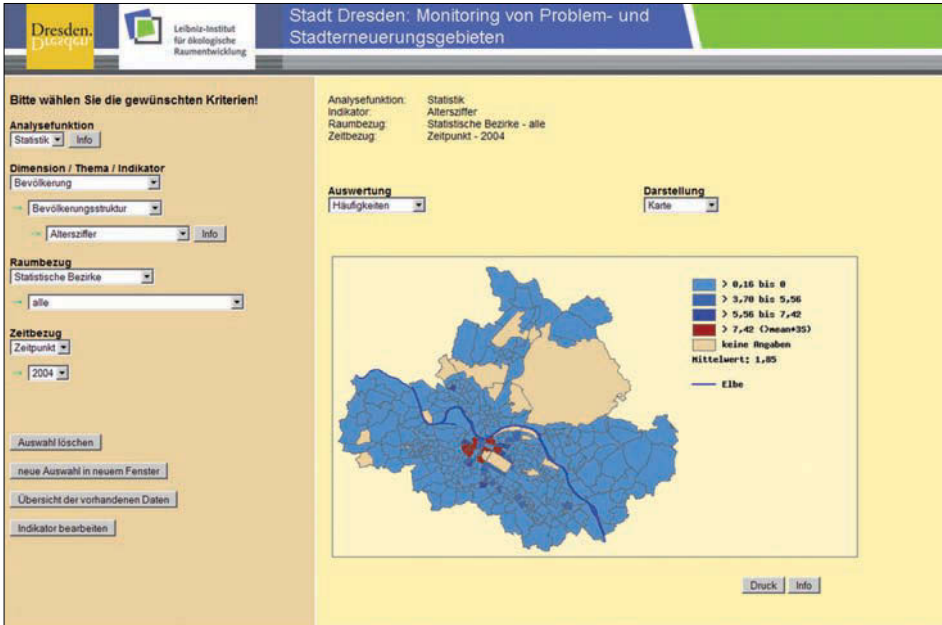 Dresden.
Dresden.
Leibniz-Institut
für ökologische
Raumentwicklung
Stadt Dresden: Monitoring von Problem- und
Stadterneuerungsgebieten
Bitte wählen Sie die gewünschten Kriterien!
Analysefunktion
Statistik Info
Dimension / Thema / Indikator
Bevölkerung
Bevölkerungsstruktur
Altersziffer Info
Raumbezug
Statistische Bezirke
alle
Zeitbezug
Zeitpunkt
2004
Auswahl löschen
neue Auswahl in neuem Fenster
Übersicht der vorhandenen Daten
Indikator bearbeiten
Analysefunktion: Statistik
Indikator: Altersziffer
Raumbezug: Statistische Bezirke - alle
Zeitbezug: Zeitpunkt - 2004
Auswertung
Häufigkeiten
Darstellung
Karte
> 0,16 bis 0
> 3,70 bis 5,56
> 5,56 bis 7,42
> 7,42 (>mean+3S)
keine Angaben
Mittelwert: 1,85
Elbe
Druck Info